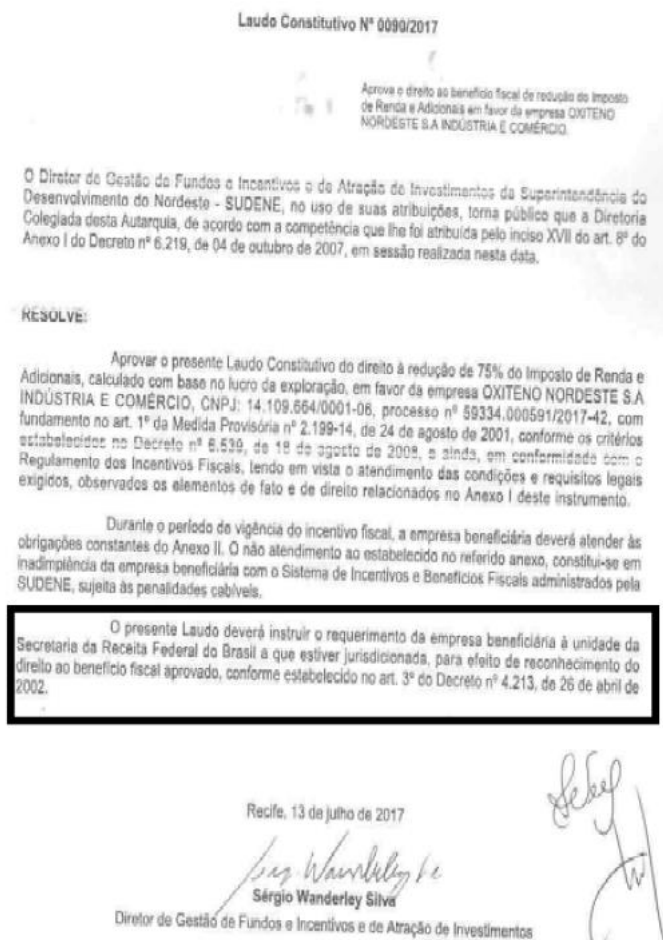 Laudo Constitutivo Nº 0090/2017
Aprova o direito ao benefício fiscal de redução do Imposto
de Renda e Adicionais em favor da empresa OXITENO
NORDESTE S.A INDÚSTRIA E COMÉRCIO.
O Diretor de Gestão de Fundos e Incentivos e de Atração de Investimentos da Superintendência do
Desenvolvimento do Nordeste - SUDENE, no uso de suas atribuições, torna público que a Diretoria
Colegiada desta Autarquia, de acordo com a competência que lhe foi atribuída pelo inciso XVII do art. 8º do
Anexo I do Decreto nº 6.219, de 04 de outubro de 2007, em sessão realizada nesta data,
RESOLVE:
Aprovar o presente Laudo Constitutivo do direito à redução de 75% do Imposto de Renda e
Adicionais, calculado com base no lucro da exploração, em favor da empresa OXITENO NORDESTE S.A
INDÚSTRIA E COMÉRCIO, CNPJ: 14.109.664/0001-06, processo nº 59334.000591/2017-42, com
fundamento no art. 1º da Medida Provisória nº 2.199-14, de 24 de agosto de 2001, conforme os critérios
estabelecidos no Decreto nº 6.539, de 18 de agosto de 2008, e ainda, em conformidade com o
Regulamento dos Incentivos Fiscais, tendo em vista o atendimento das condições e requisitos legais
exigidos, observados os elementos de fato e de direito relacionados no Anexo I deste instrumento.
Durante o período de vigência do incentivo fiscal, a empresa beneficiária deverá atender às
obrigações constantes do Anexo II. O não atendimento ao estabelecido no referido anexo, constitui-se em
inadimplência da empresa beneficiária com o Sistema de Incentivos e Benefícios Fiscais administrados pela
SUDENE, sujeita às penalidades cabíveis.
O presente Laudo deverá instruir o requerimento da empresa beneficiária à unidade da
Secretaria da Receita Federal do Brasil a que estiver jurisdicionada, para efeito de reconhecimento do
direito ao benefício fiscal aprovado, conforme estabelecido no art. 3º do Decreto nº 4.213, de 26 de abril de
2002.
Recife, 13 de julho de 2017
Sérgio Wanderley Silva
Diretor de Gestão de Fundos e Incentivos e de Atração de Investimentos